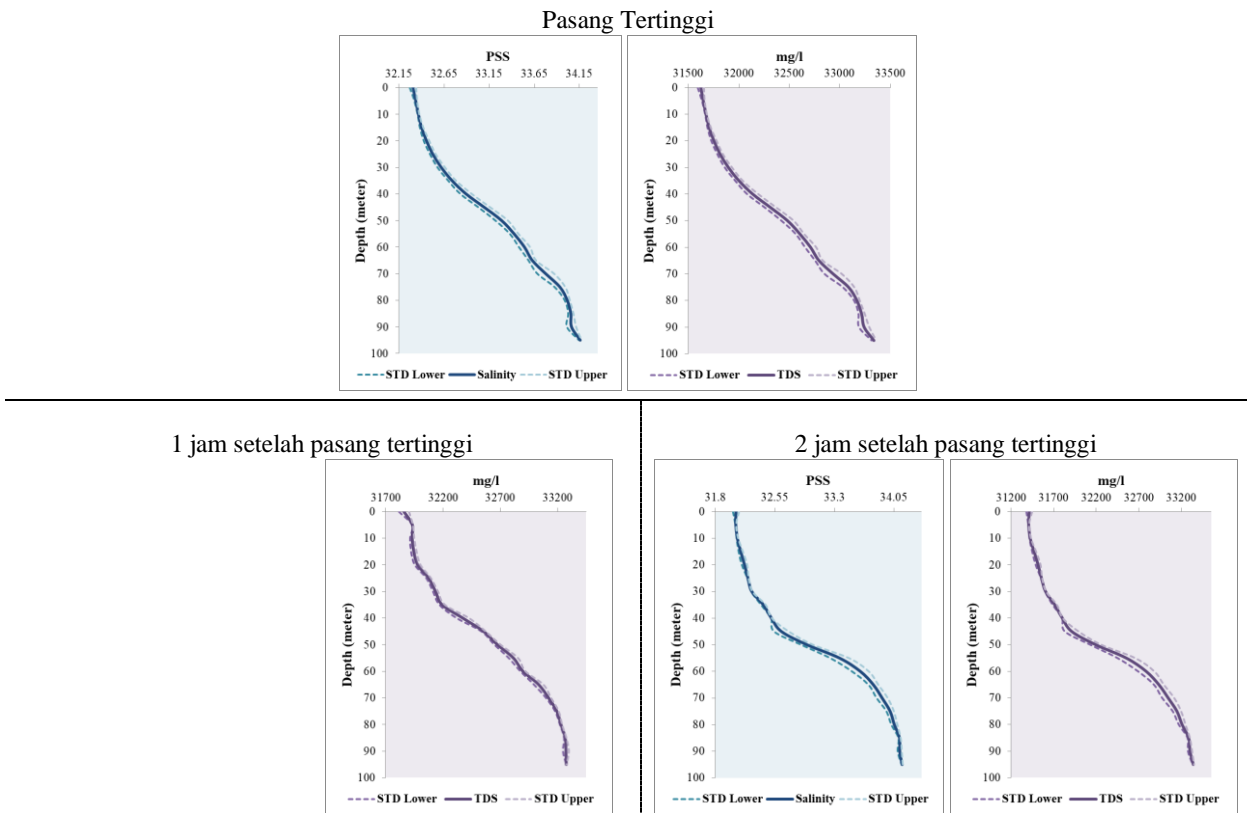 Pasang Tertinggi
PSS
32.15 32.65 33.15 33.65 34.15
0
10
20
30
40
50
60
70
80
90
100
Depth (meter)
STD Lower Salinity STD Upper
mg/l
31500 32000 32500 33000 33500
0
10
20
30
40
50
60
70
80
90
100
Depth (meter)
STD Lower TDS STD Upper
1 jam setelah pasang tertinggi
mg/l
31700 32200 32700 33200
0
10
20
30
40
50
60
70
80
90
100
Depth (meter)
STD Lower TDS STD Upper
2 jam setelah pasang tertinggi
PSS
31.8 32.55 33.3 34.05
0
10
20
30
40
50
60
70
80
90
100
Depth (meter)
STD Lower Salinity STD Upper
mg/l
31200 31700 32200 32700 33200
0
10
20
30
40
50
60
70
80
90
100
Depth (meter)
STD Lower TDS STD Upper